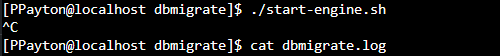 [PPayton@localhost dbmigrate]$ ./start-engine.sh
^C
[PPayton@localhost dbmigrate]$ cat dbmigrate.log